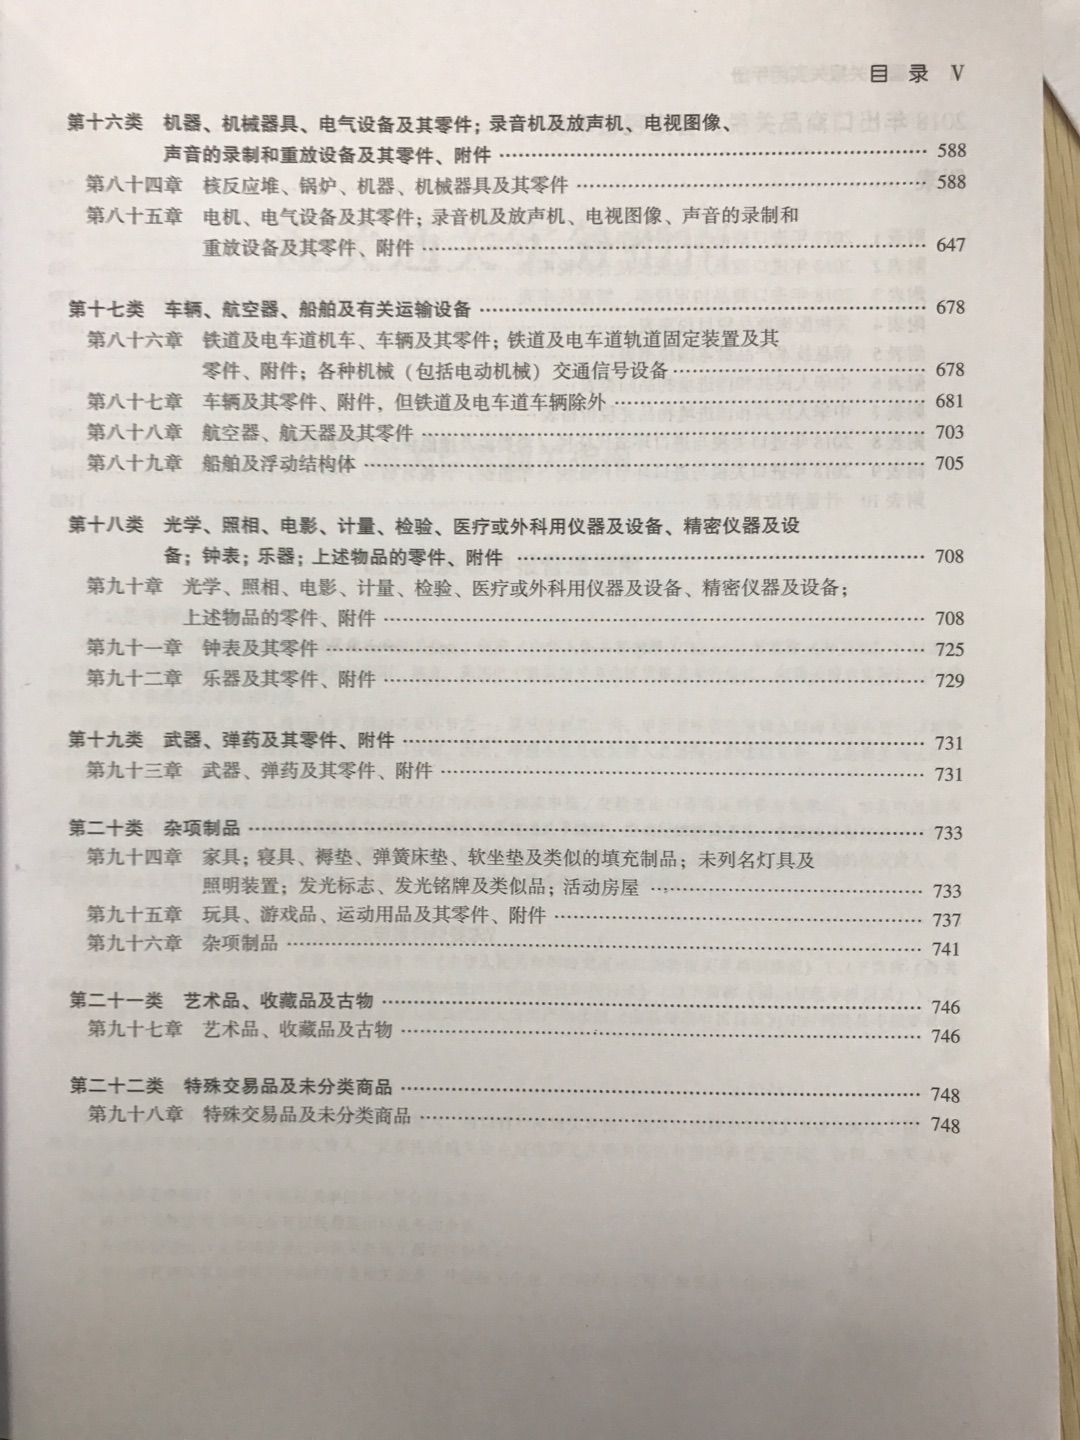 目 录 V
第十六类 机器、机械器具、电气设备及其零件；录音机及放声机、电视图像、
声音的录制和重放设备及其零件、附件 588
第八十四章 核反应堆、锅炉、机器、机械器具及其零件 588
第八十五章 电机、电气设备及其零件；录音机及放声机、电视图像、声音的录制和
重放设备及其零件、附件 647
第十七类 车辆、航空器、船舶及有关运输设备 678
第八十六章 铁道及电车道机车、车辆及其零件；铁道及电车道轨道固定装置及其
零件、附件；各种机械（包括电动机械）交通信号设备 678
第八十七章 车辆及其零件、附件，但铁道及电车道车辆除外 681
第八十八章 航空器、航天器及其零件 703
第八十九章 船舶及浮动结构体 705
第十八类 光学、照相、电影、计量、检验、医疗或外科用仪器及设备、精密仪器及设
备；钟表；乐器；上述物品的零件、附件 708
第九十章 光学、照相、电影、计量、检验、医疗或外科用仪器及设备、精密仪器及设备；
上述物品的零件、附件 708
第九十一章 钟表及其零件 725
第九十二章 乐器及其零件、附件 729
第十九类 武器、弹药及其零件、附件 731
第九十三章 武器、弹药及其零件、附件 731
第二十类 杂项制品 733
第九十四章 家具；寝具、褥垫、弹簧床垫、软坐垫及类似的填充制品；未列名灯具及
照明装置；发光标志、发光铭牌及类似品；活动房屋 733
第九十五章 玩具、游戏品、运动用品及其零件、附件 737
第九十六章 杂项制品 741
第二十一类 艺术品、收藏品及古物 746
第九十七章 艺术品、收藏品及古物 746
第二十二类 特殊交易品及未分类商品 748
第九十八章 特殊交易品及未分类商品 748